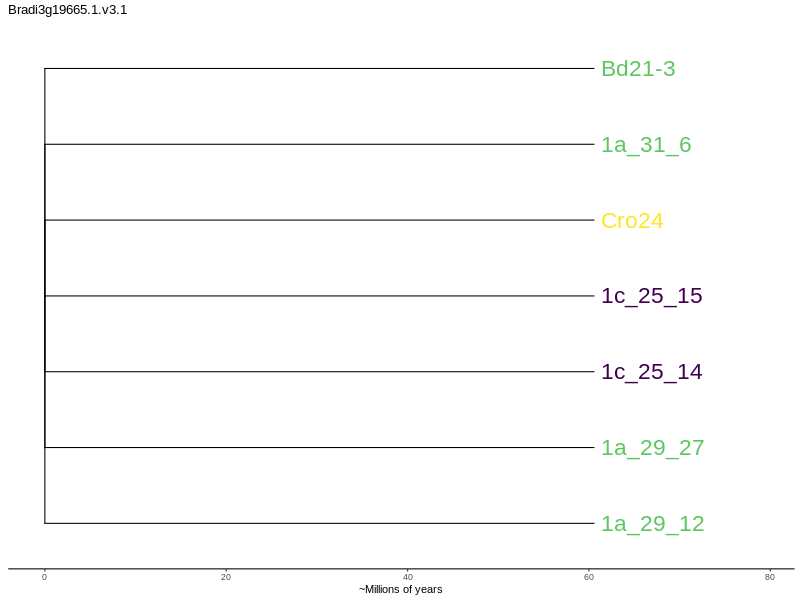 Bradi3g19665.1.v3.1
Bd21-3
1a_31_6
Cro24
1c_25_15
1c_25_14
1a_29_27
1a_29_12
0 20 40 60 80
~Millions of years